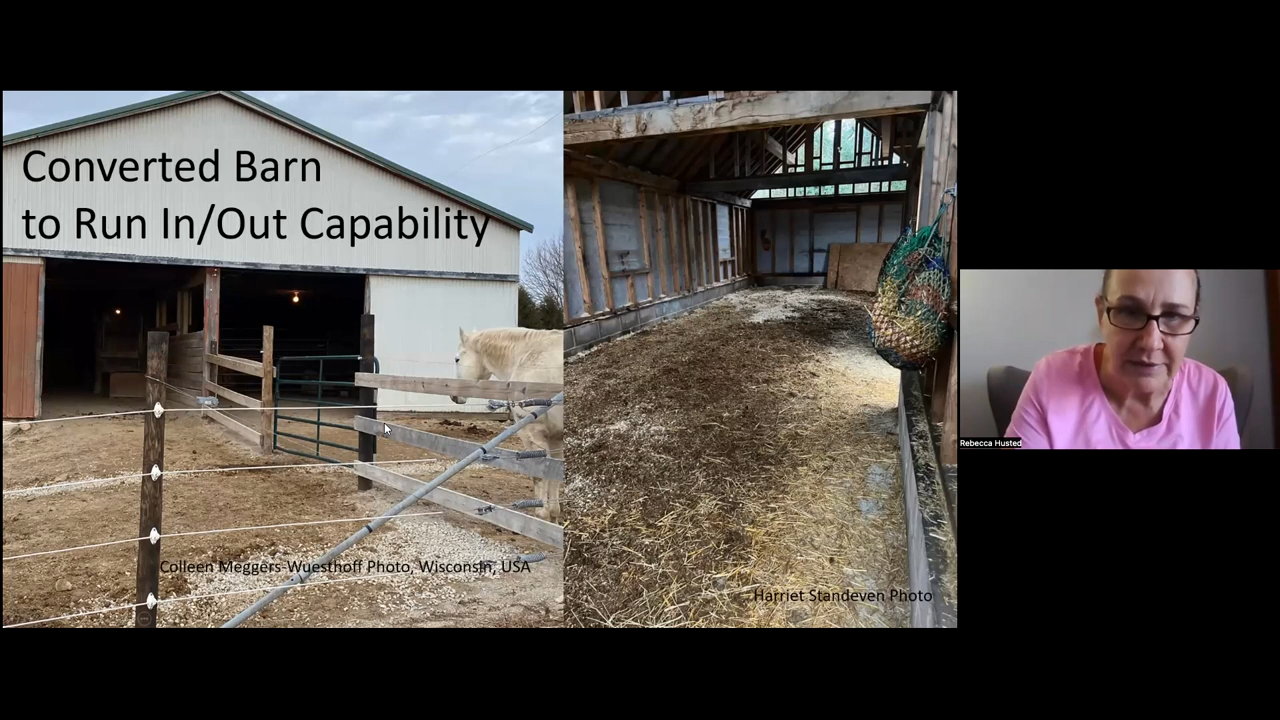 Converted Barn
to Run In/Out Capability
Colleen Meggers-Wuesthoff Photo, Wisconsin, USA
Harriet Standeven Photo
Rebecca Husted